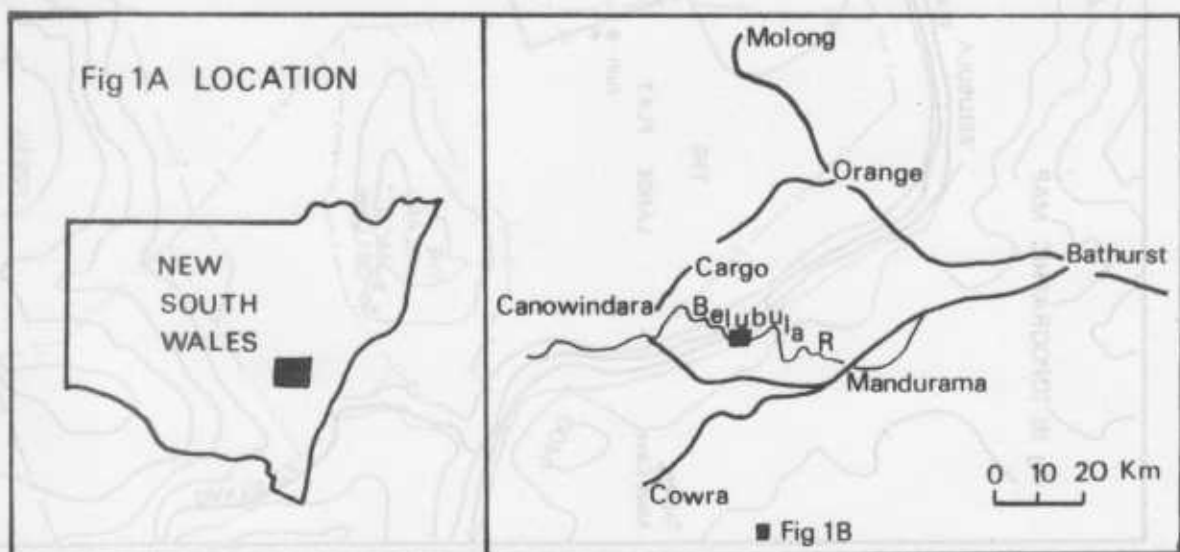 Fig 1A LOCATION
NEW
SOUTH
WALES
Molong
Orange
Bathurst
Cargo
Canowindara
Belubula R
Mandurama
Cowra
0 10 20 Km
Fig 1B